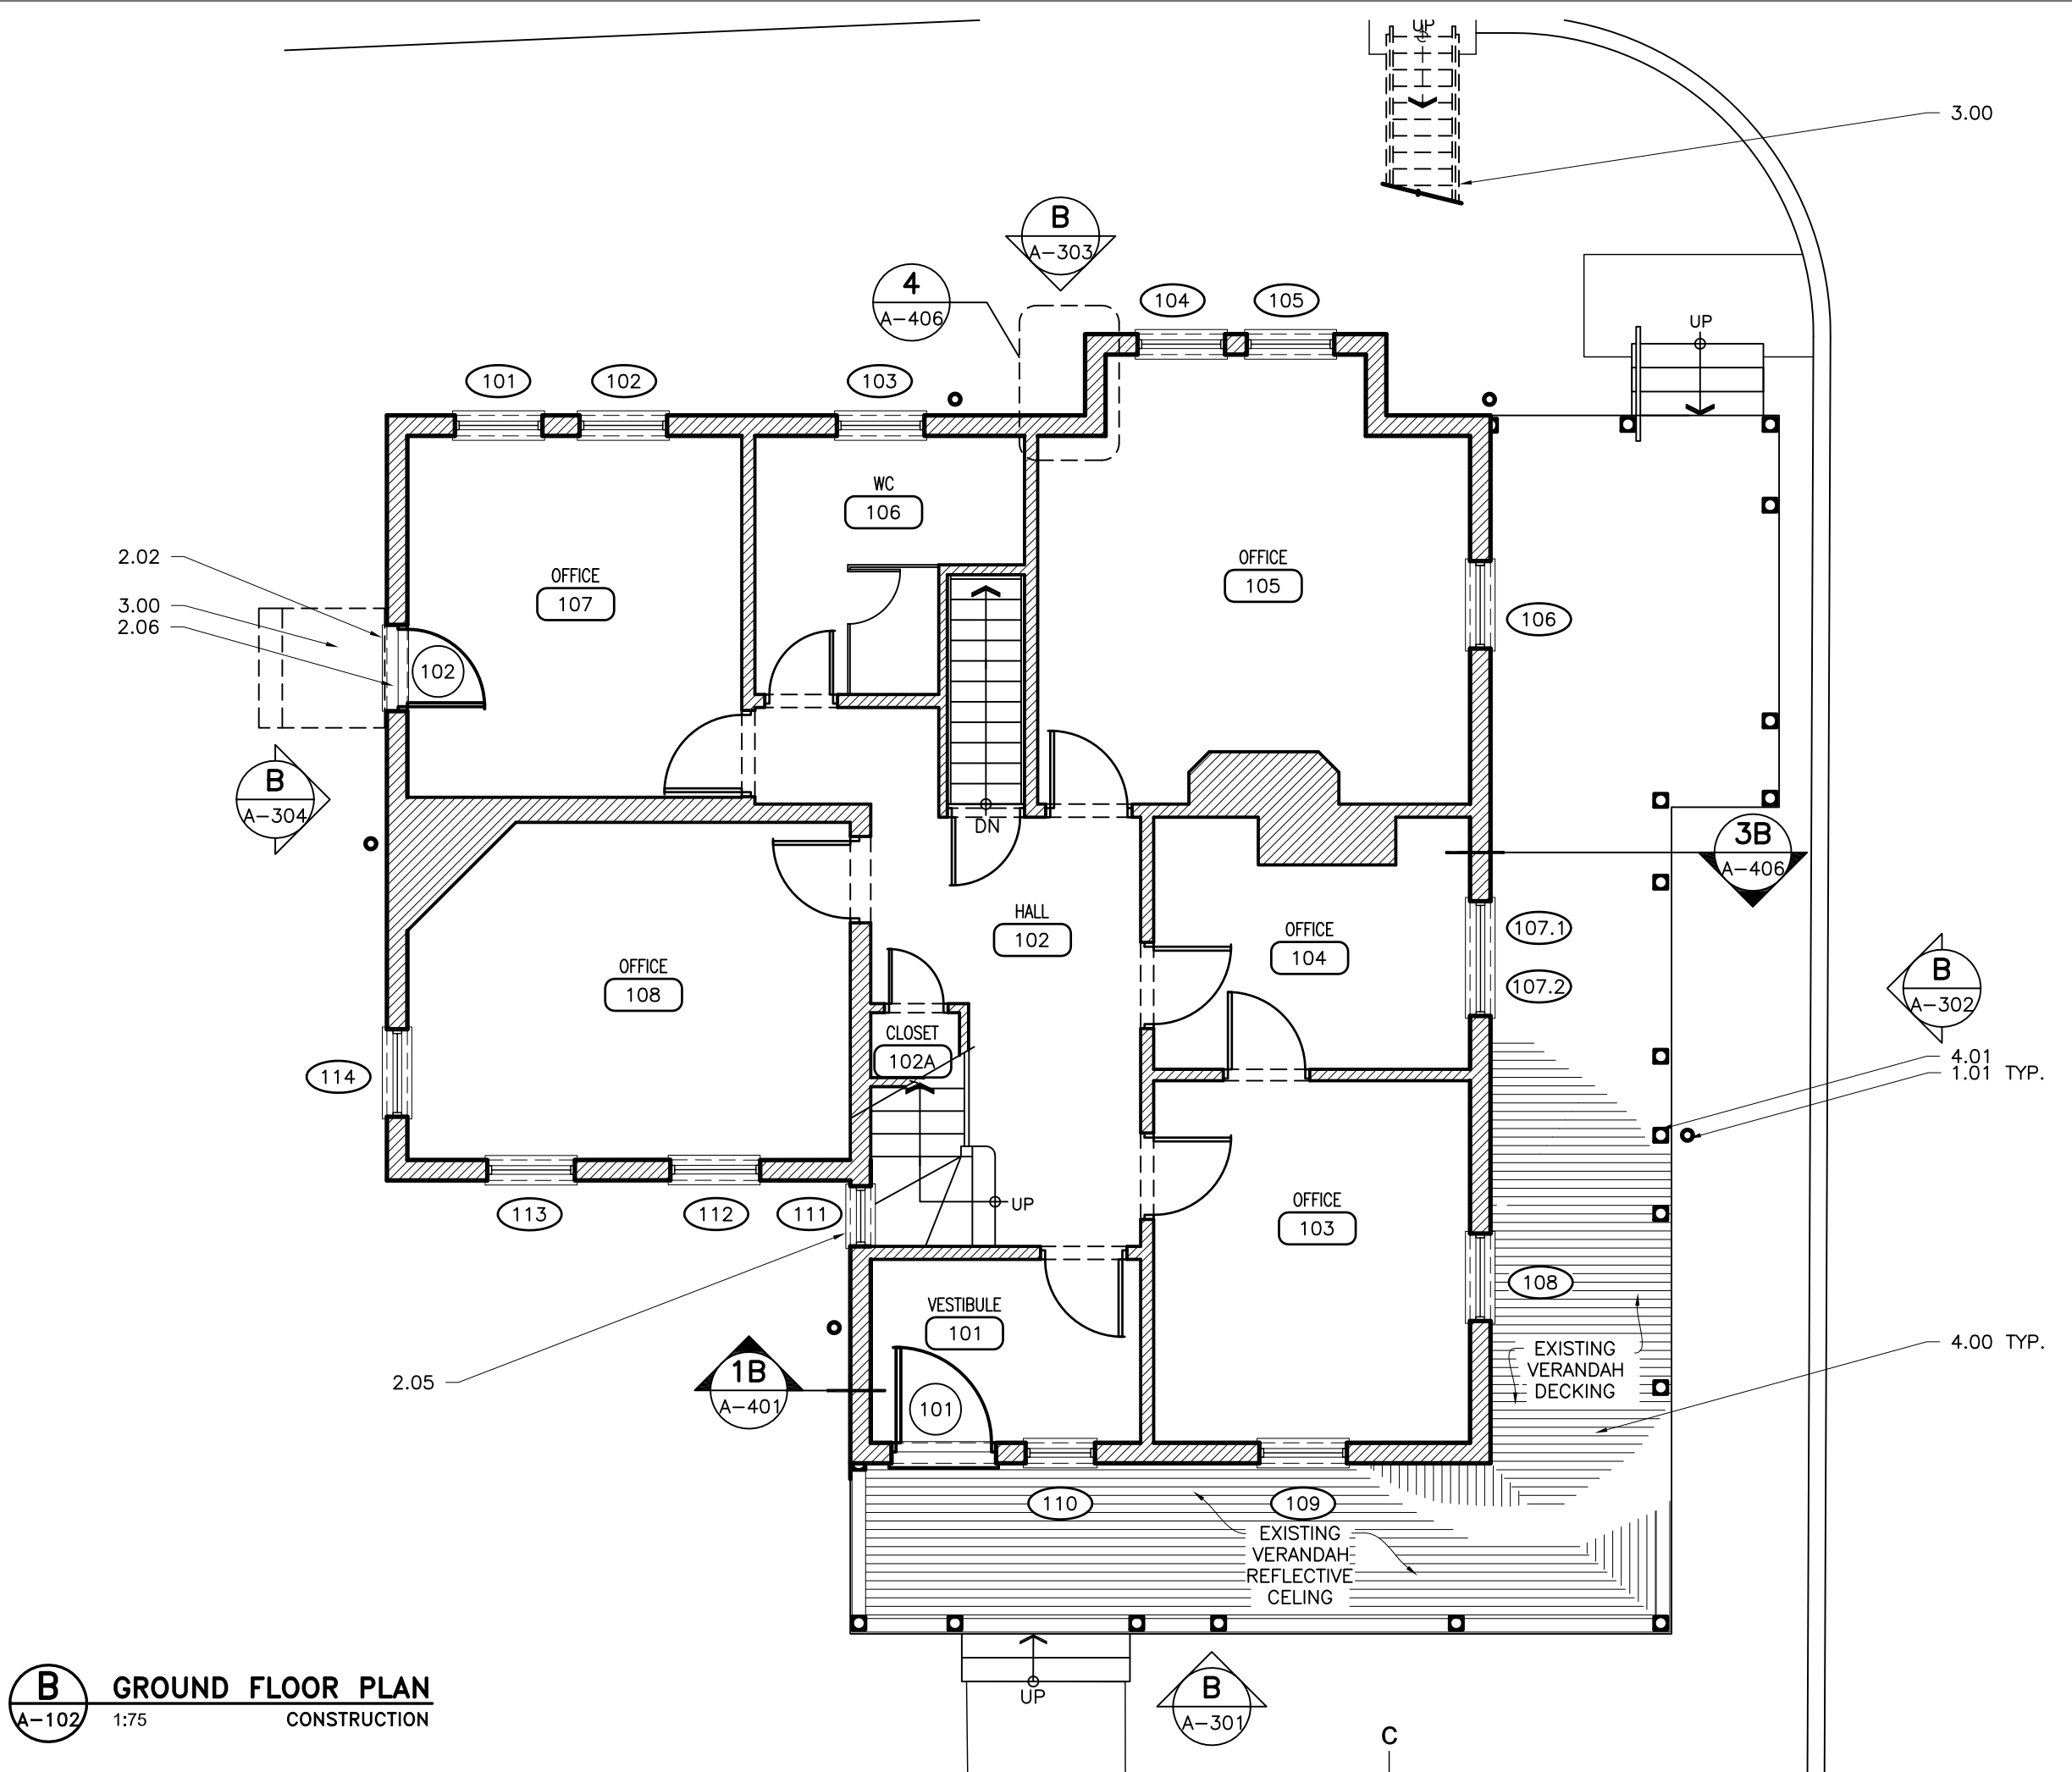 UP
3.00
B
A-303
4
A-406
104
105
UP
101
102
103
WC
106
OFFICE
105
2.02
OFFICE
107
3.00
106
2.06
102
B
A-304
DN
3B
A-406
HALL
102
107.1
OFFICE
104
OFFICE
108
107.2
B
A-302
CLOSET
102A
4.01
1.01 TYP.
114
OFFICE
103
UP
113
112
111
108
VESTIBULE
101
4.00 TYP.
EXISTING
VERANDAH
DECKING
2.05
1B
A-401
101
110
109
EXISTING
VERANDAH
REFLECTIVE
CELING
UP
B
A-301
B
A-102
GROUND FLOOR PLAN
1:75
CONSTRUCTION
C